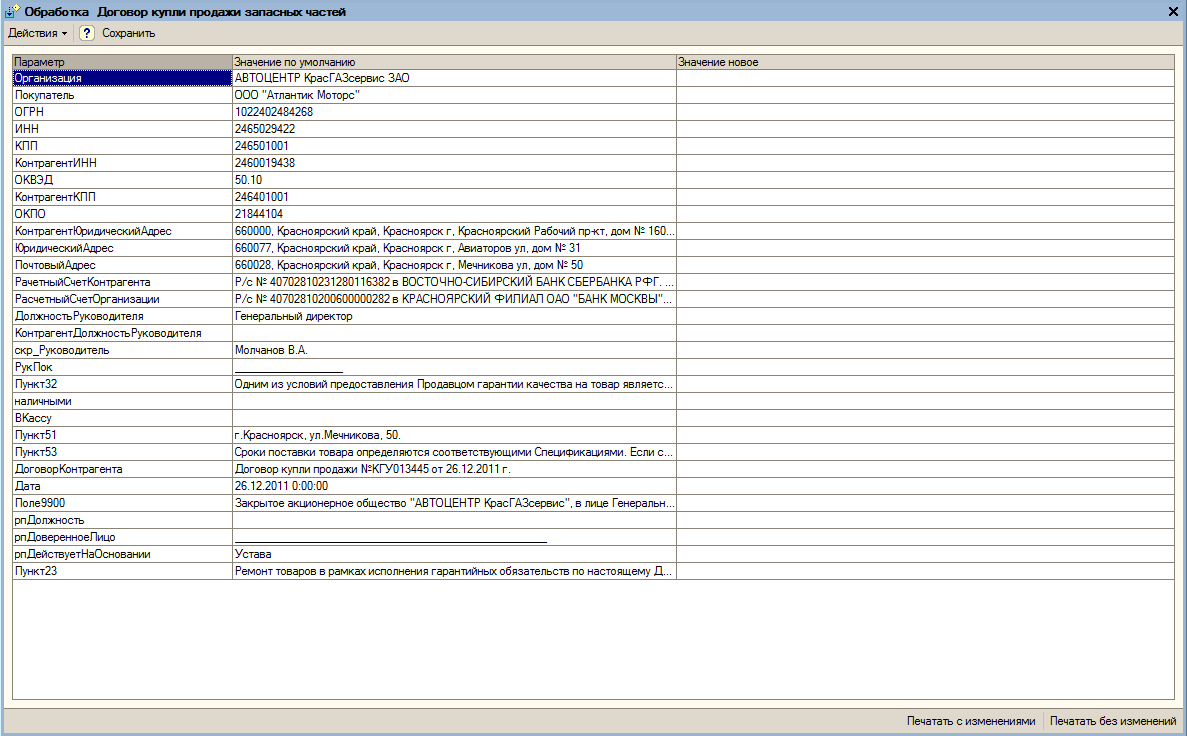 Обработка Договор купли продажи запасных частей
Действия ? Сохранить
Параметр Значение по умолчанию Значение новое
Организация АВТОЦЕНТР КрасГАЗсервис ЗАО
Покупатель ООО "Атлантик Моторс"
ОГРН 1022402484268
ИНН 2465029422
КПП 246501001
КонтрагентИНН 2460019438
ОКВЭД 50.10
КонтрагентКПП 246401001
ОКПО 21844104
КонтрагентЮридическийАдрес 660000, Красноярский край, Красноярск г, Красноярский Рабочий пр-кт, дом № 160...
ЮридическийАдрес 660077, Красноярский край, Красноярск г, Авиаторов ул, дом № 31
ПочтовыйАдрес 660028, Красноярский край, Красноярск г, Мечникова ул, дом № 50
РачетныйСчетКонтрагента Р/с № 40702810231280116382 в ВОСТОЧНО-СИБИРСКИЙ БАНК СБЕРБАНКА РФГ. ...
РасчетныйСчетОрганизации Р/с № 40702810200600000282 в КРАСНОЯРСКИЙ ФИЛИАЛ ОАО "БАНК МОСКВЫ"...
ДолжностьРуководителя Генеральный директор
КонтрагентДолжностьРуководителя
скр_Руководитель Молчанов В.А.
РукПок ____________________
Пункт32 Одним из условий предоставления Продавцом гарантии качества на товар являетс...
наличными
ВКассу
Пункт51 г.Красноярск, ул.Мечникова, 50.
Пункт53 Сроки поставки товара определяются соответствующими Спецификациями. Если с...
ДоговорКонтрагента Договор купли продажи №КГУ013445 от 26.12.2011 г.
Дата 26.12.2011 0:00:00
Поле9900 Закрытое акционерное общество "АВТОЦЕНТР КрасГАЗсервис", в лице Генеральн...
рпДолжность
рпДоверенноеЛицо ____________________
рпДействуетНаОсновании Устава
Пункт23 Ремонт товаров в рамках исполнения гарантийных обязательств по настоящему Д...
Печатать с изменениями Печатать без изменений